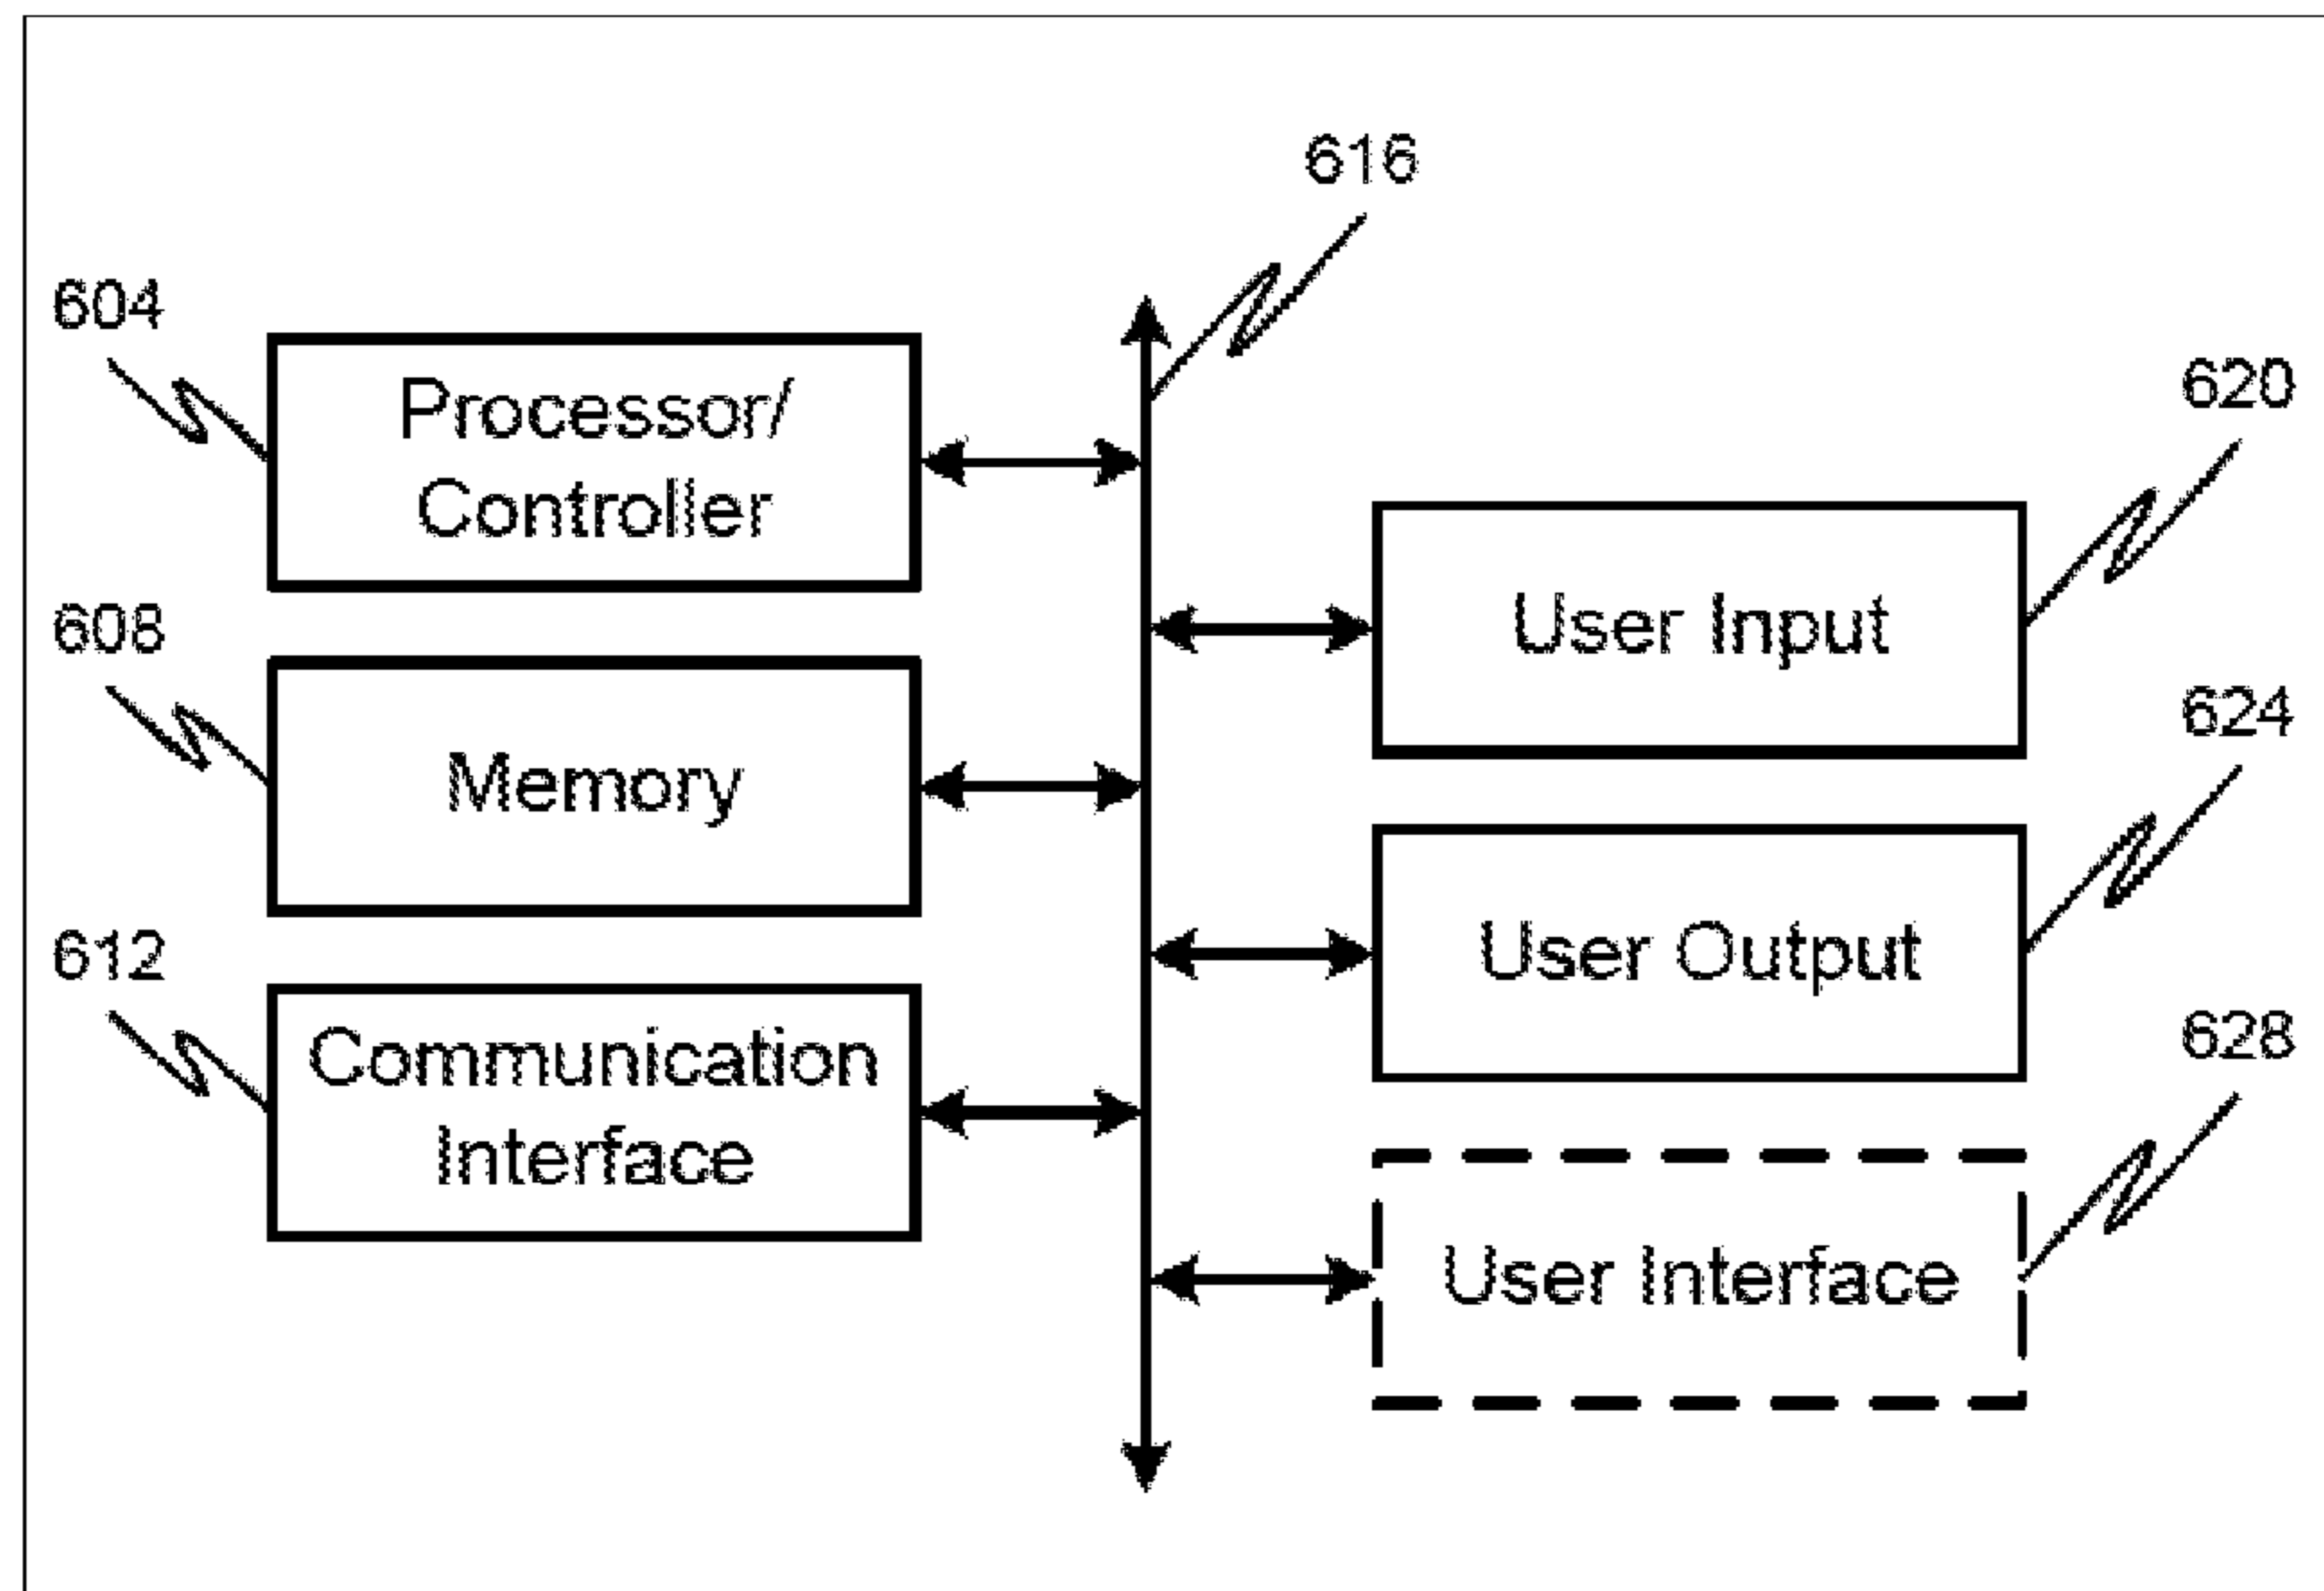 616
604
Processor/
Controller
620
User Input
608
Memory
624
User Output
612
Communication
Interface
628
User Interface